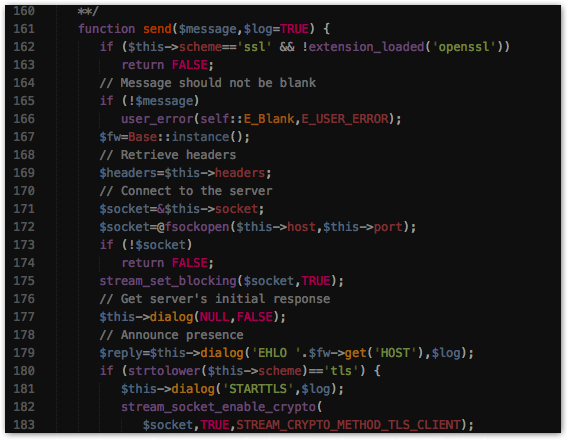 160 **/
161 function send($message,$log=TRUE) {
162 if ($this->scheme=='ssl' && !extension_loaded('openssl'))
163 return FALSE;
164 // Message should not be blank
165 if (!$message)
166 user_error(self::E_Blank,E_USER_ERROR);
167 $fw=Base::instance();
168 // Retrieve headers
169 $headers=$this->headers;
170 // Connect to the server
171 $socket=&$this->socket;
172 $socket=@fsockopen($this->host,$this->port);
173 if (!$socket)
174 return FALSE;
175 stream_set_blocking($socket,TRUE);
176 // Get server's initial response
177 $this->dialog(NULL,FALSE);
178 // Announce presence
179 $reply=$this->dialog('EHLO '.$fw->get('HOST'),$log);
180 if (strtolower($this->scheme)=='tls') {
181 $this->dialog('STARTTLS',$log);
182 stream_socket_enable_crypto(
183 $socket,TRUE,STREAM_CRYPTO_METHOD_TLS_CLIENT);